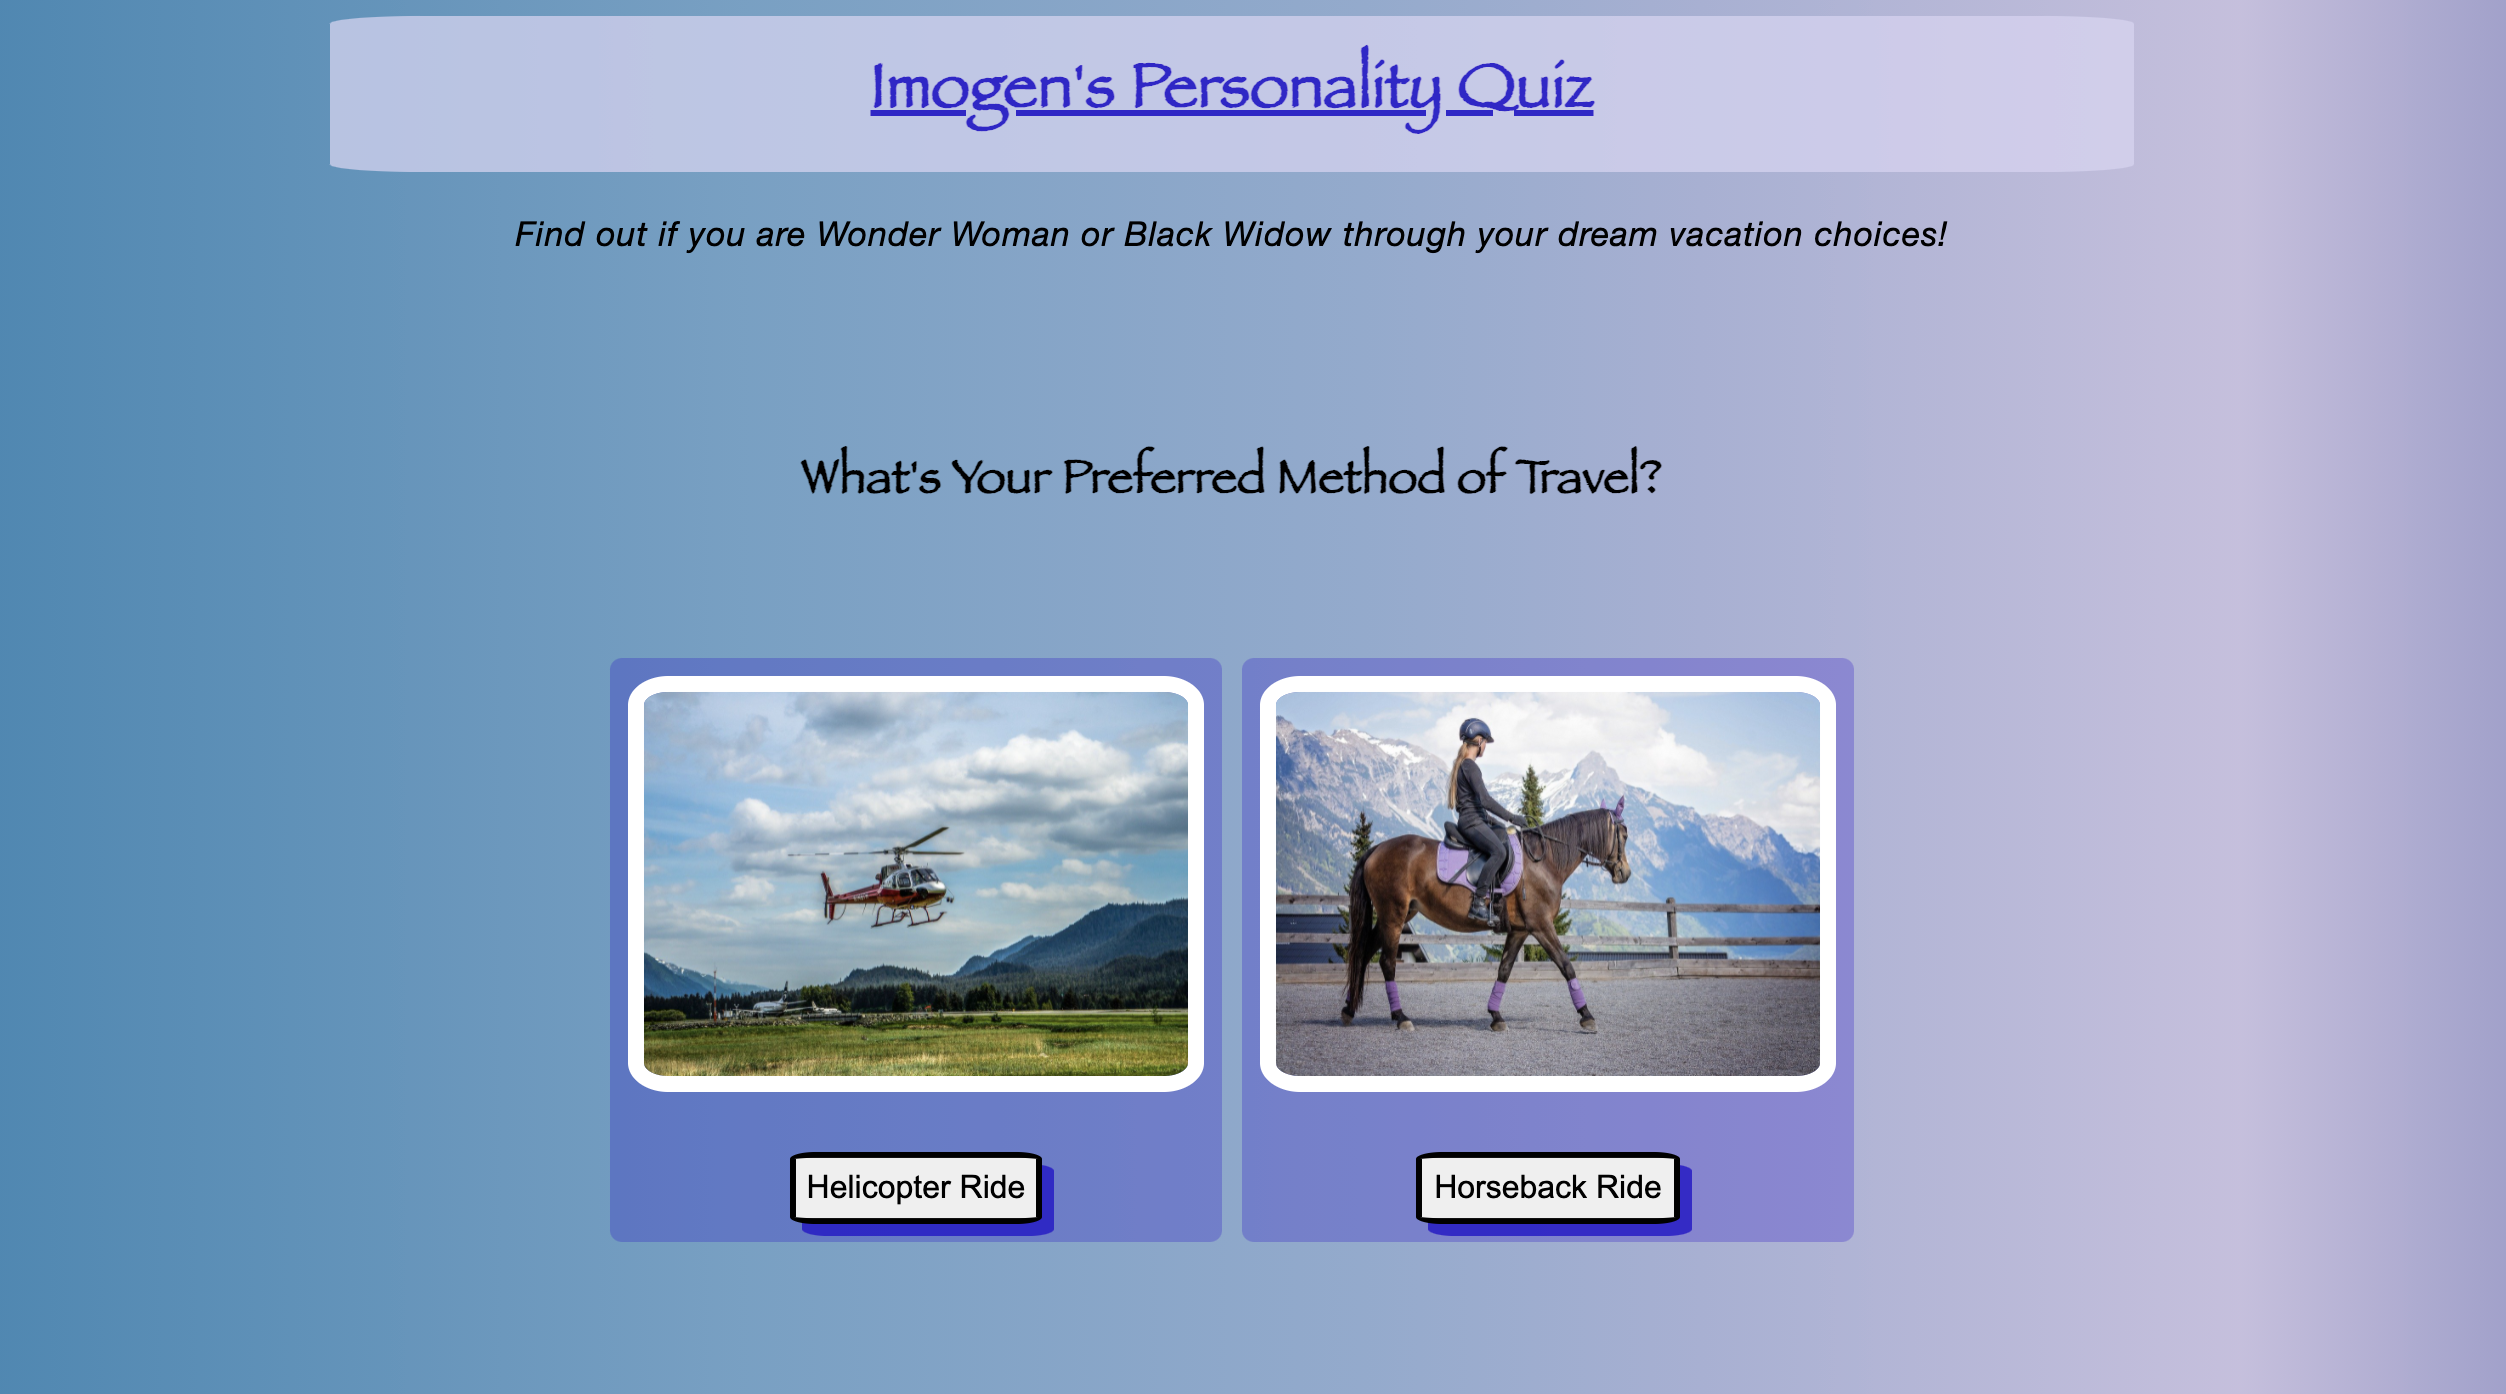 Imogen's Personality Quiz
Find out if you are Wonder Woman or Black Widow through your dream vacation choices!
What's Your Preferred Method of Travel?
Helicopter Ride
Horseback Ride